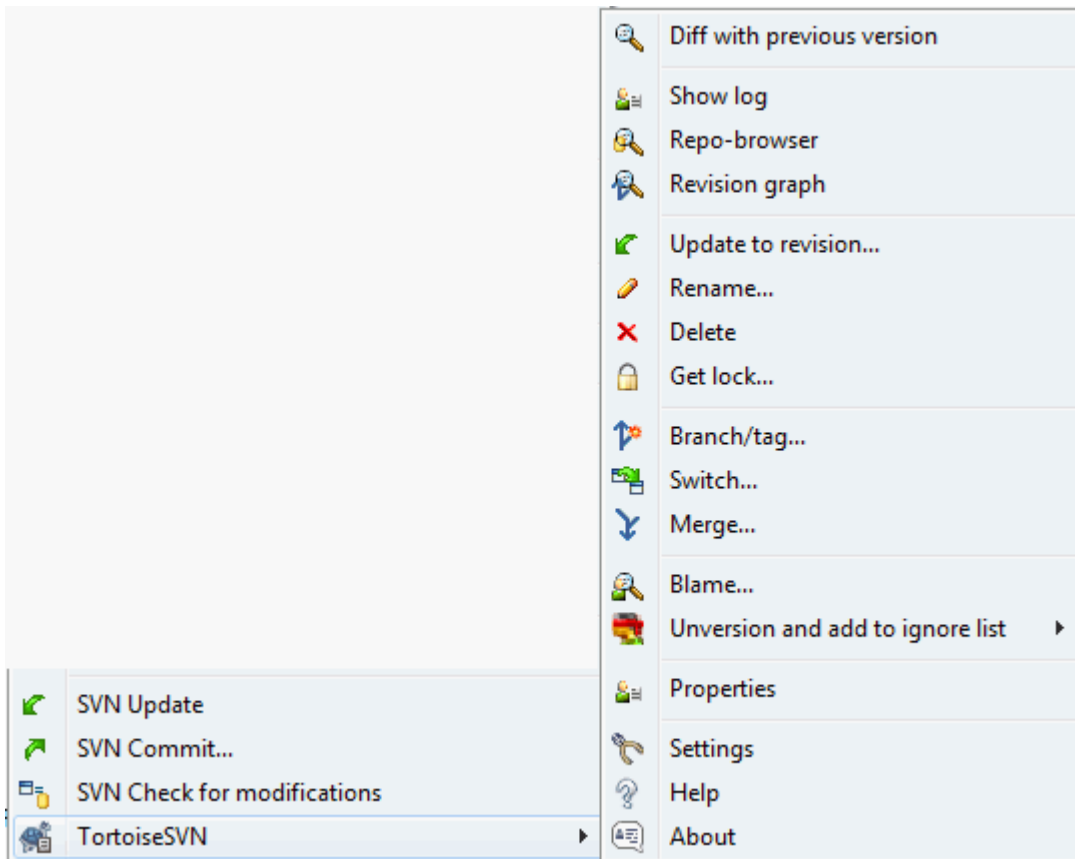 Diff with previous version
Show log
Repo-browser
Revision graph
Update to revision...
Rename...
Delete
Get lock...
Branch/tag...
Switch...
Merge...
Blame...
Unversion and add to ignore list
Properties
Settings
Help
About
SVN Update
SVN Commit...
SVN Check for modifications
TortoiseSVN